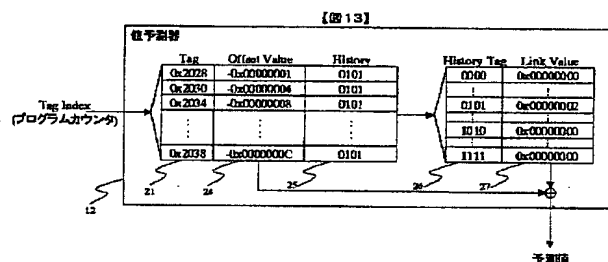 【図13】
値予測器
Tag Offset Value History
0x2028 -0x00000001 0101
0x2030 -0x00000004 0101
0x2034 -0x00000008 0101
0x2038 -0x0000000C 0101
History Tag Link Value
0000 0x00000000
0101 0x00000002
1010 0x00000000
1111 0x00000000
Tag Index
(プログラムカウンタ)
12
21
24
25
26
27
予測値